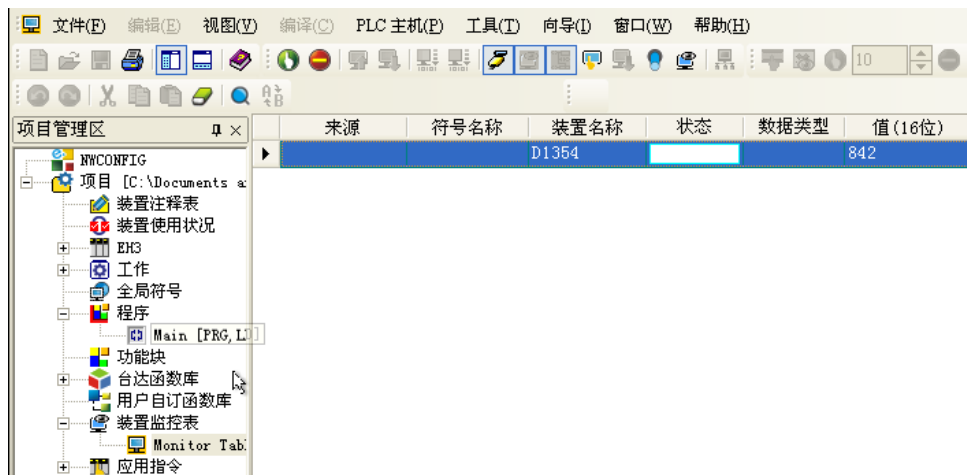 文件(F) 编辑(E) 视图(V) 编译(C) PLC 主机(P) 工具(T) 向导(I) 窗口(W) 帮助(H)
10
项目管理区 来源 符号名称 装置名称 状态 数据类型 值(16位)
D1354 842
NWCONFIG
项目 [C:\Documents a
装置注释表
装置使用状况
EH3
工作
全局符号
程序
Main [PRG,LD]
功能块
台达函数库
用户自订函数库
装置监控表
Monitor Tab
应用指令